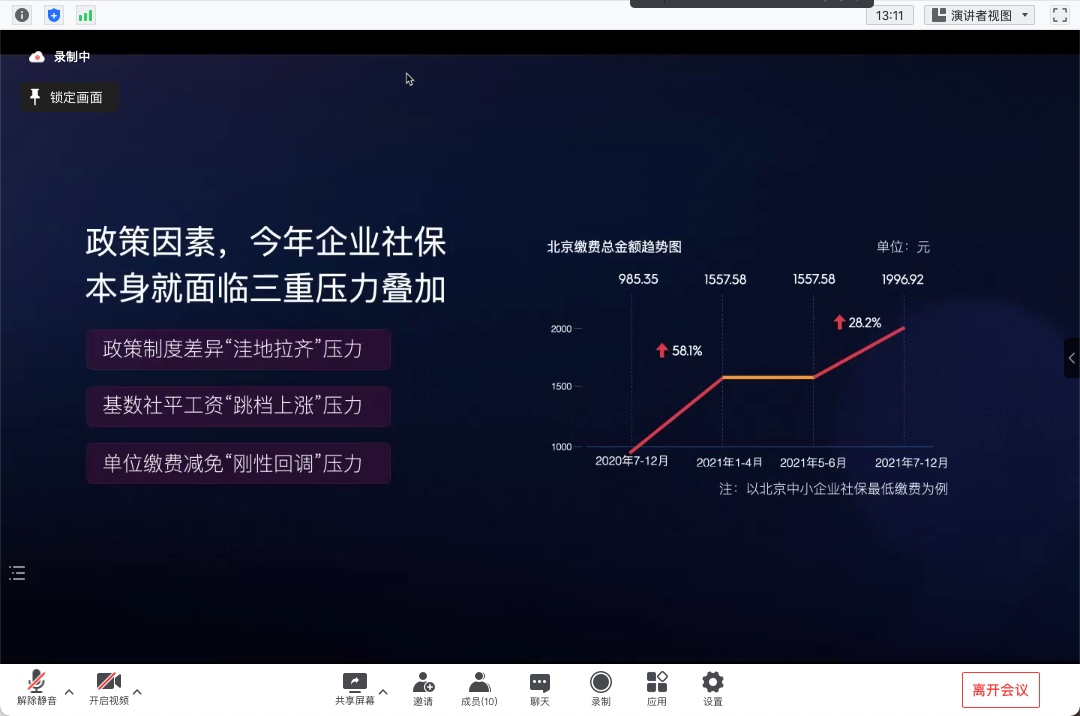 13:11
演讲者视图
录制中
锁定画面
政策因素，今年企业社保
本身就面临三重压力叠加
政策制度差异“洼地拉齐”压力
基数社平工资“跳档上涨”压力
单位缴费减免“刚性回调”压力
北京缴费总金额趋势图
单位：元
985.35 1557.58 1557.58 1996.92
2000
28.2%
58.1%
1500
1000
2020年7-12月 2021年1-4月 2021年5-6月 2021年7-12月
注：以北京中小企业社保最低缴费为例
解除静音 开启视频 共享屏幕 邀请 成员(10) 聊天 录制 应用 设置
离开会议